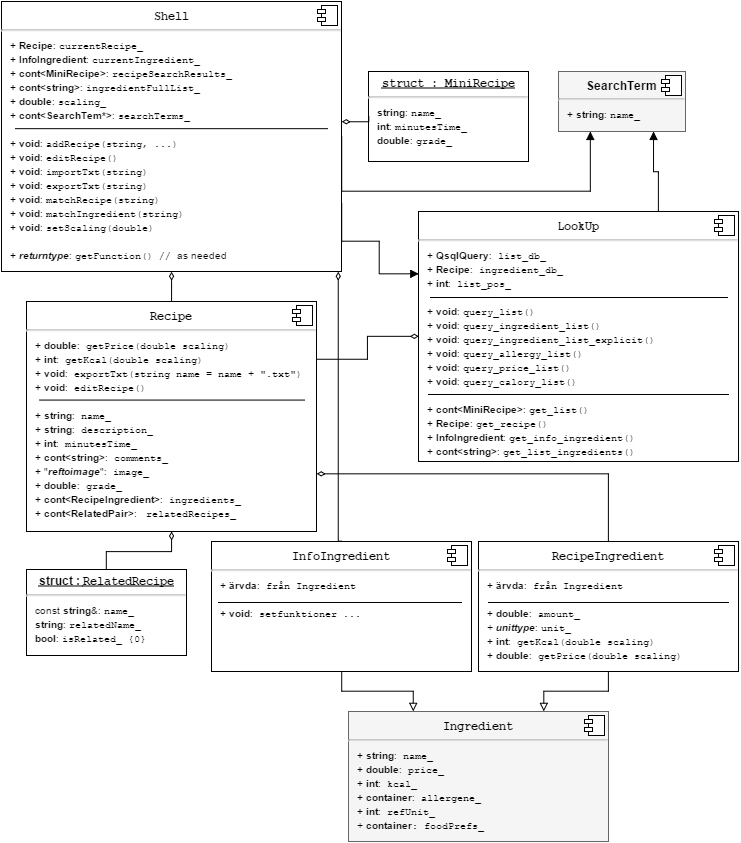 Shell
+ Recipe: currentRecipe_
+ InfoIngredient: currentIngredient_
+ cont<MiniRecipe>: recipeSearchResults_
+ cont<string>: ingredientFullList_
+ double: scaling_
+ cont<SearchTem*>: searchTerms_
+ void: addRecipe(string, ...)
+ void: editRecipe()
+ void: importTxt(string)
+ void: exportTxt(string)
+ void: matchRecipe(string)
+ void: matchIngredient(string)
+ void: setScaling(double)
+ returntype: getFunction() // as needed
struct : MiniRecipe
string: name_
int: minutesTime_
double: grade_
SearchTerm
+ string: name_
LookUp
+ QsqlQuery: list_db_
+ Recipe: ingredient_db_
+ int: list_pos_
+ void: query_list()
+ void: query_ingredient_list()
+ void: query_ingredient_list_explicit()
+ void: query_allergy_list()
+ void: query_price_list()
+ void: query_calory_list()
+ cont<MiniRecipe>: get_list()
+ Recipe: get_recipe()
+ InfoIngredient: get_info_ingredient()
+ cont<string>: get_list_ingredients()
Recipe
+ double: getPrice(double scaling)
+ int: getKcal(double scaling)
+ void: exportTxt(string name = name + ".txt")
+ void: editRecipe()
+ string: name_
+ string: description_
+ int: minutesTime_
+ cont<string>: comments_
+ "reftoimage": image_
+ double: grade_
+ cont<RecipeIngredient>: ingredients_
+ cont<RelatedPair>: relatedRecipes_
struct : RelatedRecipe
const string&: name_
string: relatedName_
bool: isRelated_ {0}
InfoIngredient
+ ärvda: från Ingredient
+ void: setfunktioner ...
RecipeIngredient
+ ärvda: från Ingredient
+ double: amount_
+ unittype: unit_
+ int: getKcal(double scaling)
+ double: getPrice(double scaling)
Ingredient
+ string: name_
+ double: price_
+ int: kcal_
+ container: allergene_
+ int: refUnit_
+ container: foodPrefs_